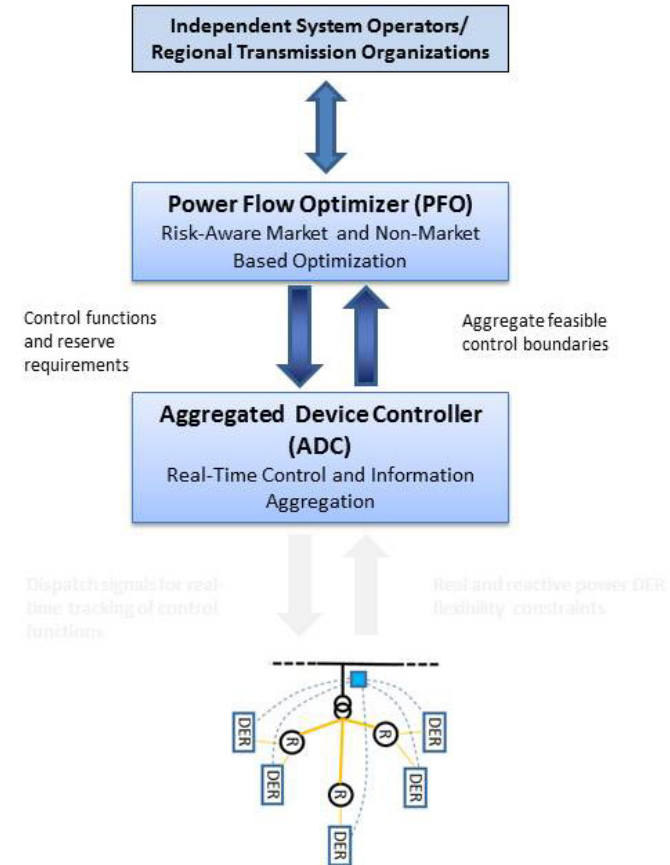 Independent System Operators/
Regional Transmission Organizations
Power Flow Optimizer (PFO)
Risk-Aware Market and Non-Market
Based Optimization
Control functions
and reserve
requirements
Aggregate feasible
control boundaries
Aggregated Device Controller
(ADC)
Real-Time Control and Information
Aggregation
Dispatch signals for real-
time tracking of control
functions
Real and reactive power DER
flexibility constraints
DER
DER
R
R
DER
DER
R
DER